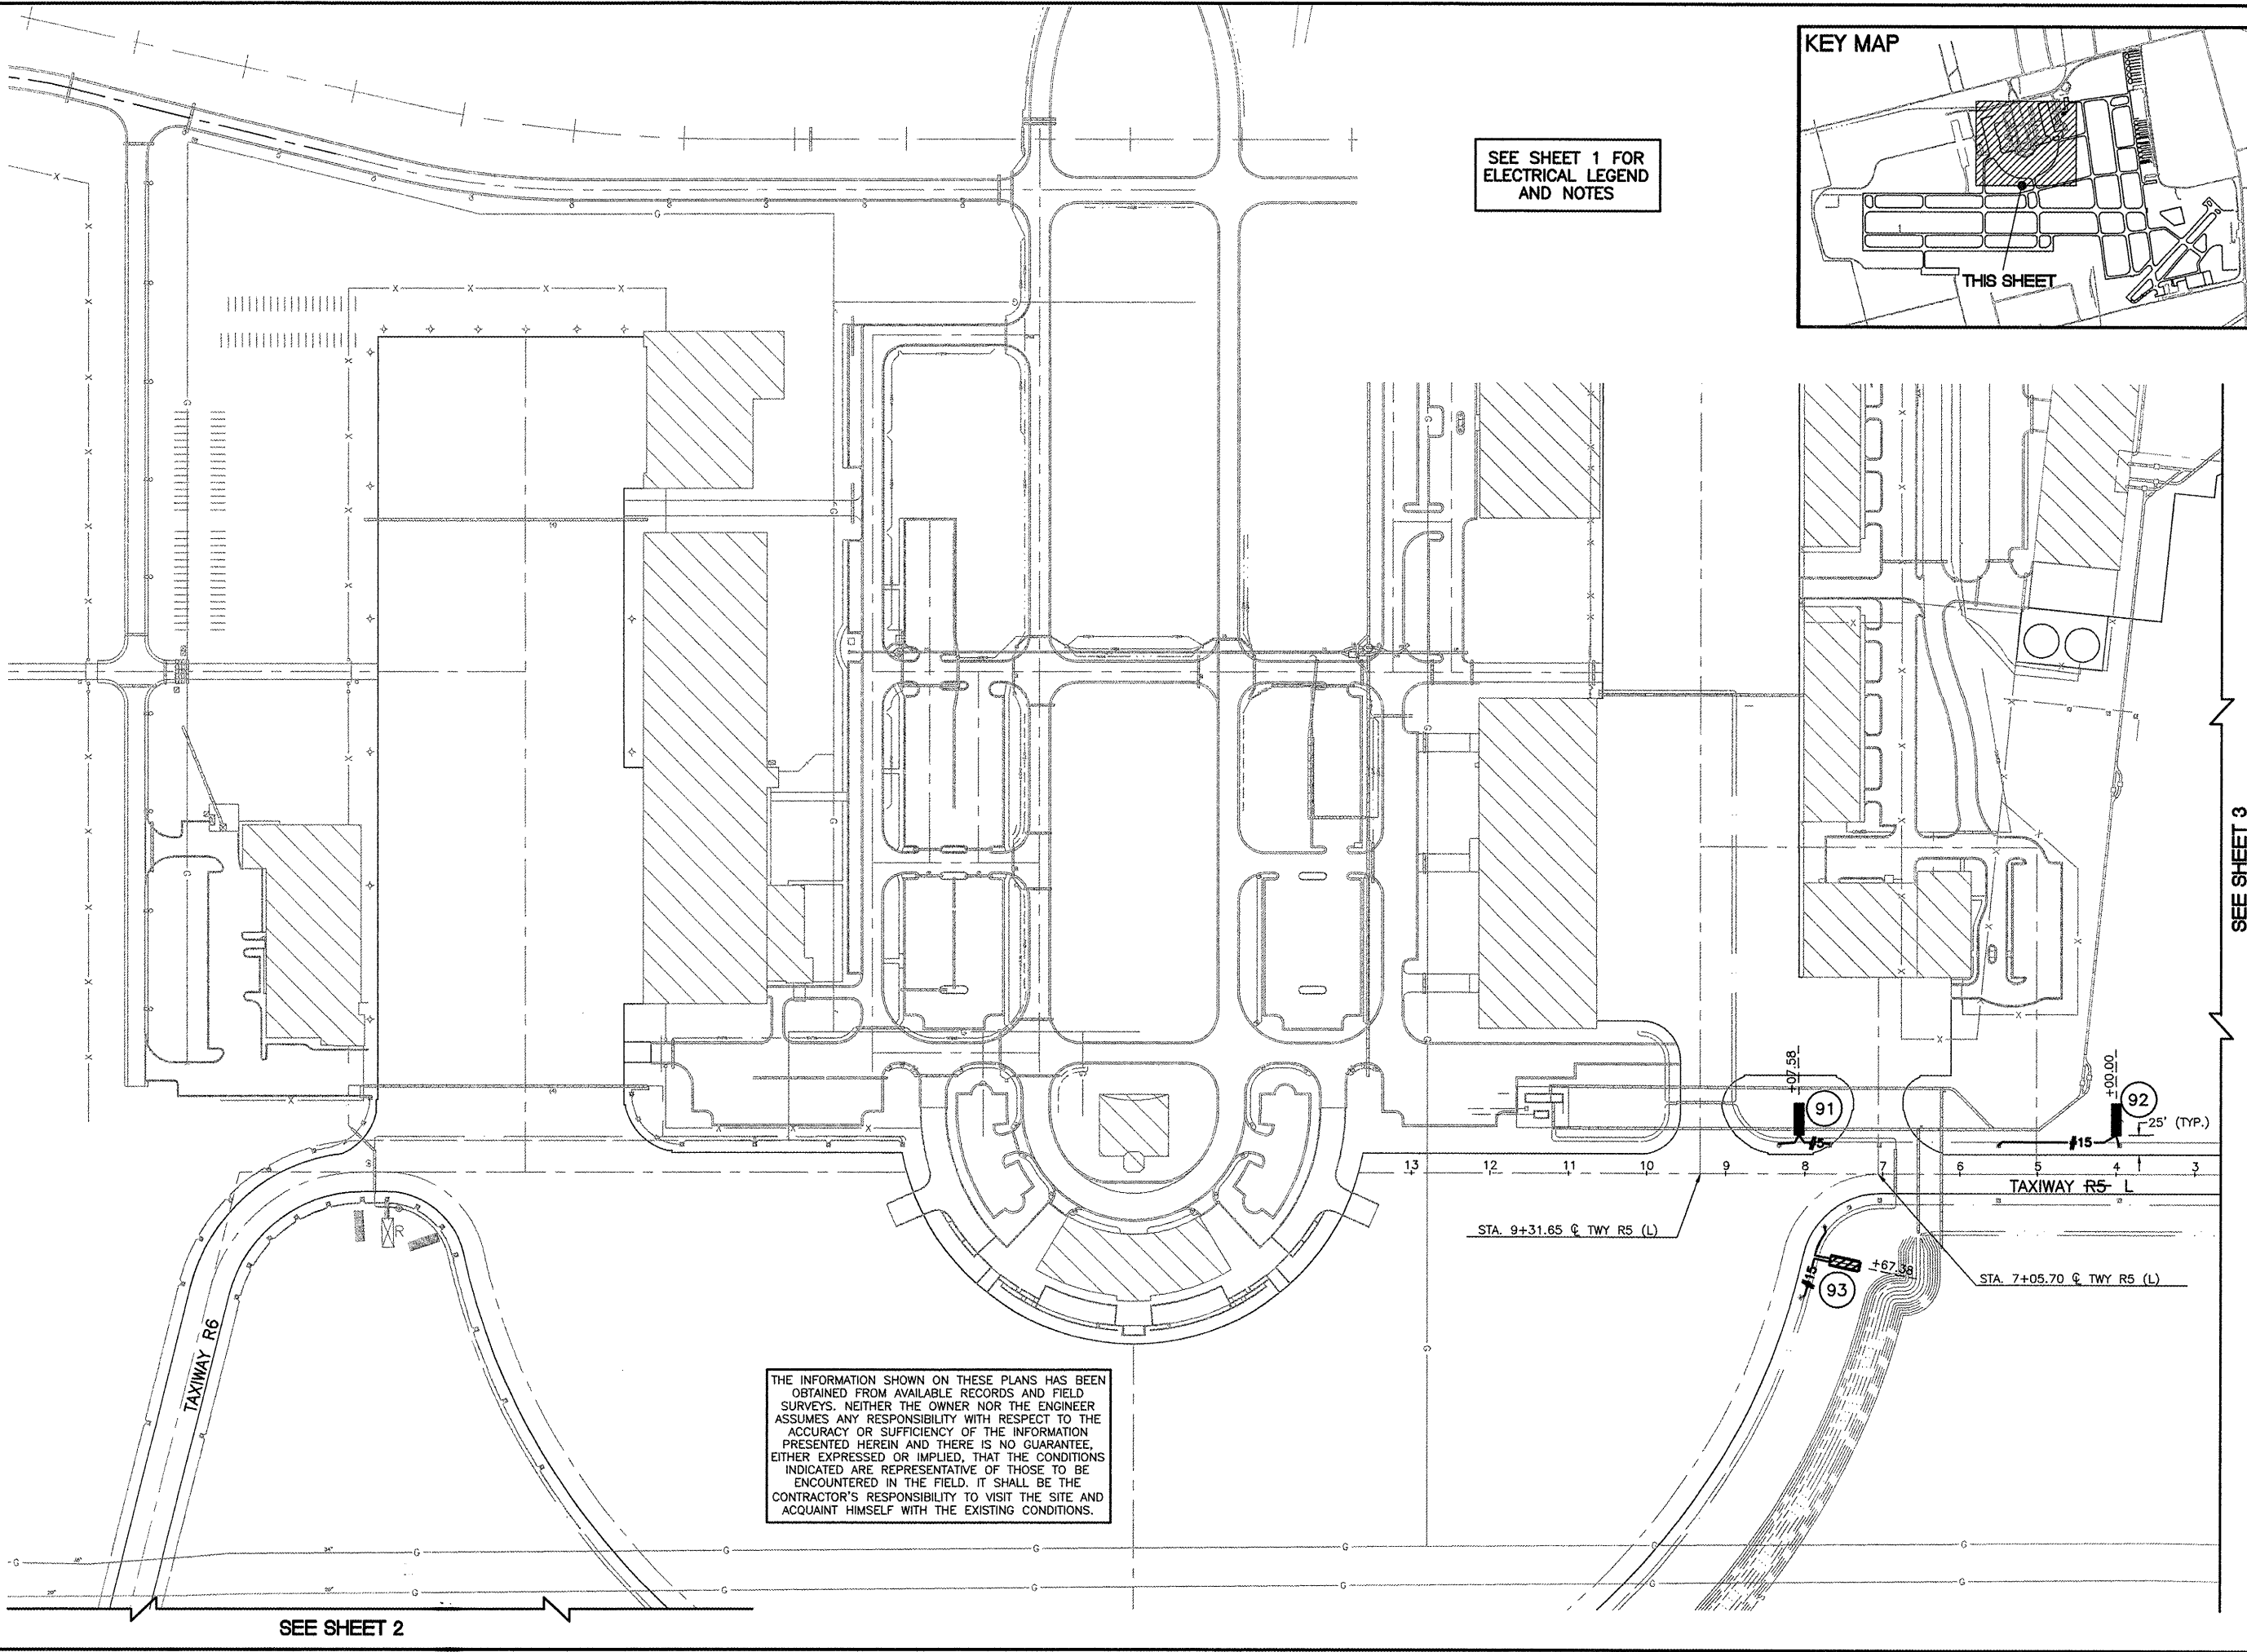 KEY MAP
THIS SHEET
SEE SHEET 1 FOR
ELECTRICAL LEGEND
AND NOTES
SEE SHEET 3
+07.58
91
+00.00
92
25' (TYP.)
#5
#15
13
12
11
10
9
8
7
6
5
4
3
TAXIWAY R5 L
STA. 9+31.65 ℄ TWY R5 (L)
STA. 7+05.70 ℄ TWY R5 (L)
+67.38
#15
93
R
TAXIWAY R6
THE INFORMATION SHOWN ON THESE PLANS HAS BEEN
OBTAINED FROM AVAILABLE RECORDS AND FIELD
SURVEYS. NEITHER THE OWNER NOR THE ENGINEER
ASSUMES ANY RESPONSIBILITY WITH RESPECT TO THE
ACCURACY OR SUFFICIENCY OF THE INFORMATION
PRESENTED HEREIN AND THERE IS NO GUARANTEE,
EITHER EXPRESSED OR IMPLIED, THAT THE CONDITIONS
INDICATED ARE REPRESENTATIVE OF THOSE TO BE
ENCOUNTERED IN THE FIELD. IT SHALL BE THE
CONTRACTOR'S RESPONSIBILITY TO VISIT THE SITE AND
ACQUAINT HIMSELF WITH THE EXISTING CONDITIONS.
SEE SHEET 2